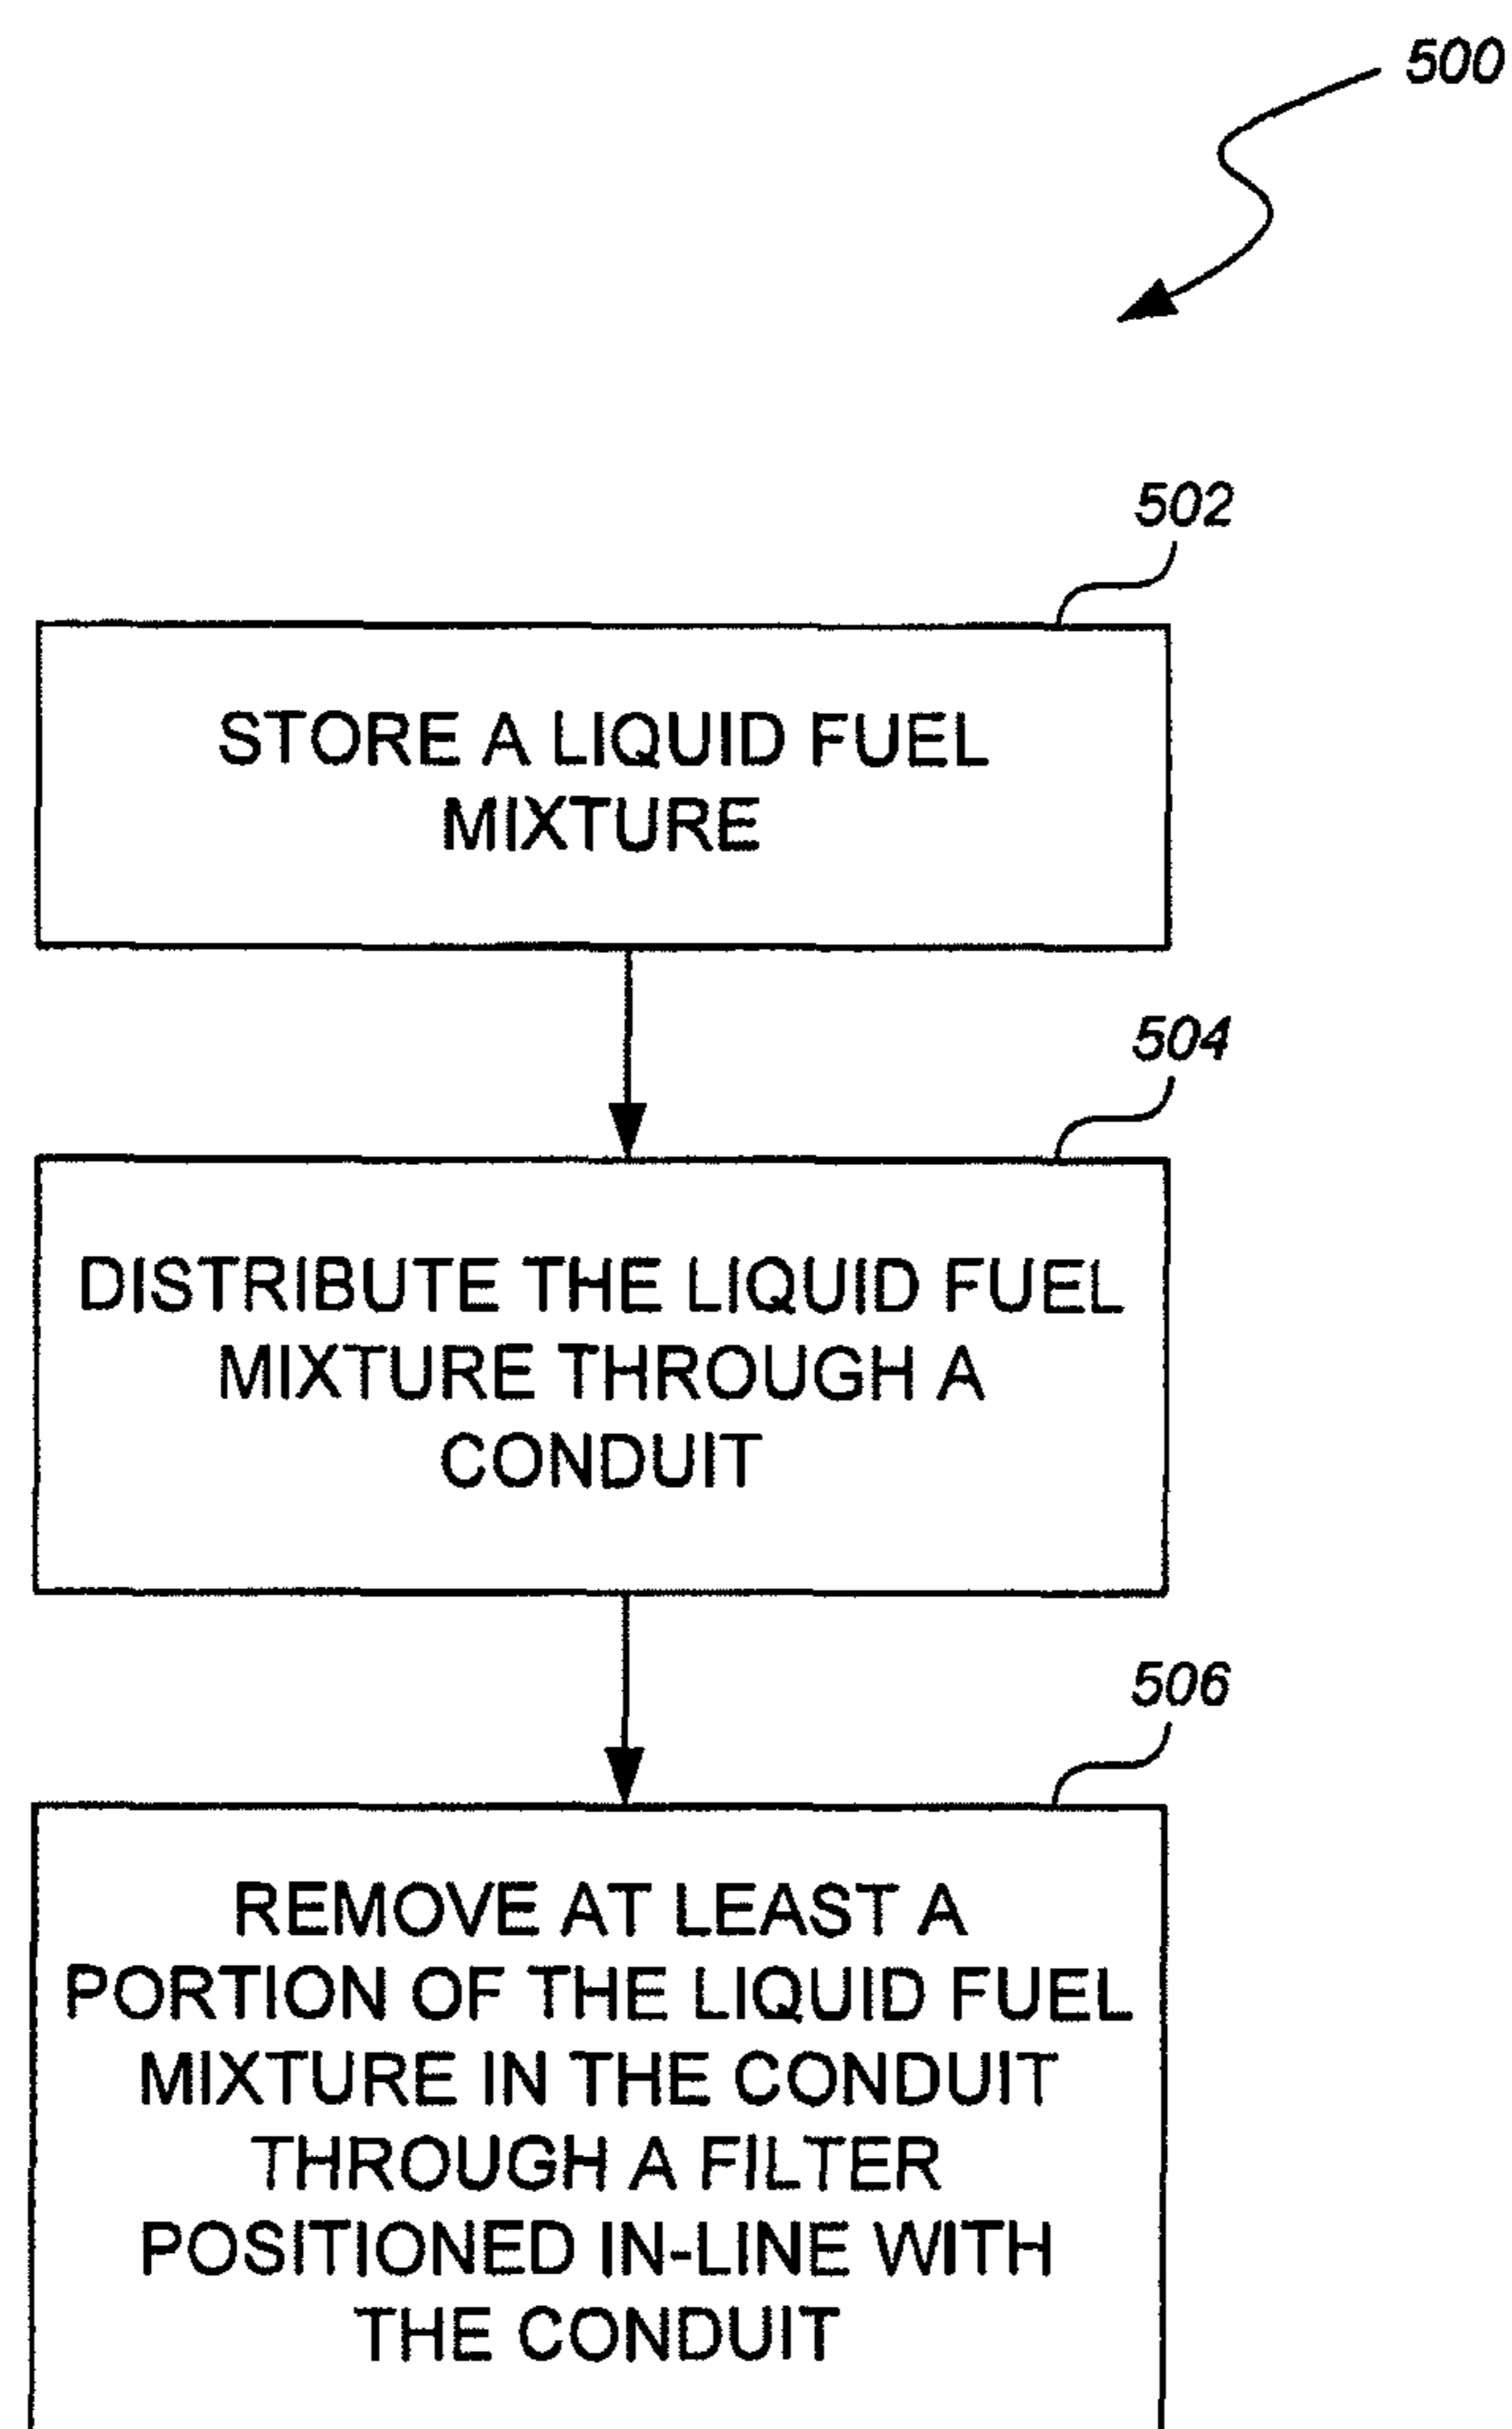 500
502
STORE A LIQUID FUEL
MIXTURE
504
DISTRIBUTE THE LIQUID FUEL
MIXTURE THROUGH A
CONDUIT
506
REMOVE AT LEAST A
PORTION OF THE LIQUID FUEL
MIXTURE IN THE CONDUIT
THROUGH A FILTER
POSITIONED IN-LINE WITH
THE CONDUIT